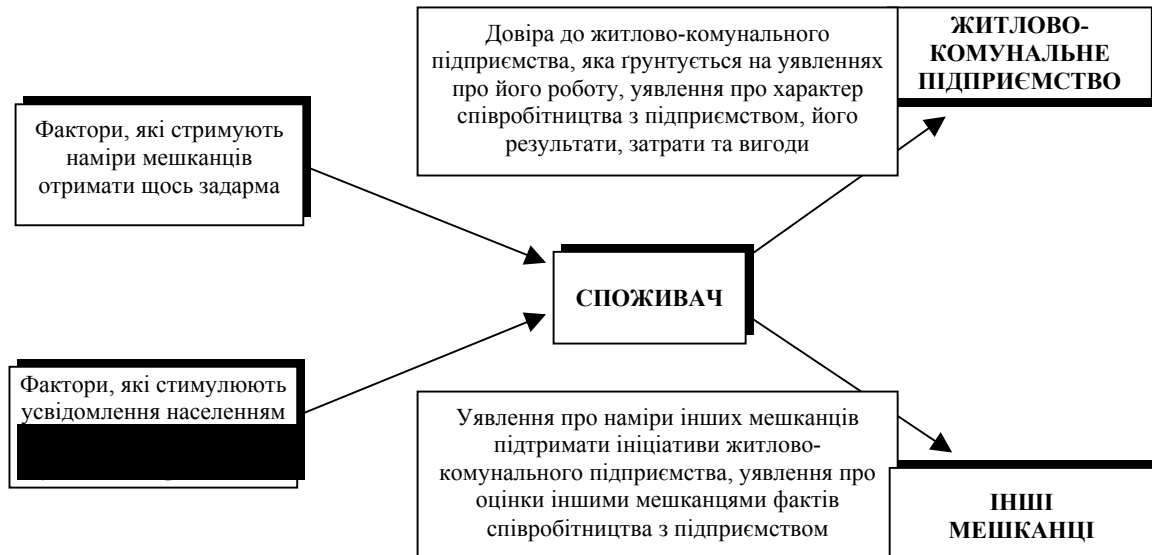 Довіра до житлово-комунального
підприємства, яка ґрунтується на уявленнях
про його роботу, уявлення про характер
співробітництва з підприємством, його
результати, затрати та вигоди
ЖИТЛОВО-
КОМУНАЛЬНЕ
ПІДПРИЄМСТВО
Фактори, які стримують
наміри мешканців
отримати щось задарма
СПОЖИВАЧ
Фактори, які стимулюють
усвідомлення населенням
Уявлення про наміри інших мешканців
підтримати ініціативи житлово-
комунального підприємства, уявлення про
оцінки іншими мешканцями фактів
співробітництва з підприємством
ІНШІ
МЕШКАНЦІ